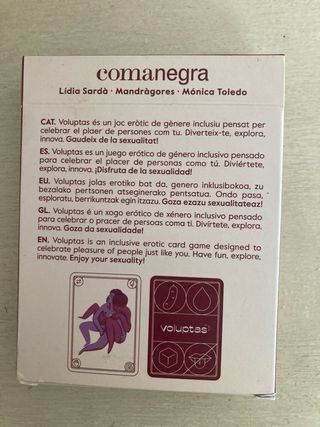 comanegra
Lídia Sardà · Mandràgores · Mónica Toledo
CAT. Voluptas és un joc eròtic de gènere inclusiu pensat per
celebrar el plaer de persones com tu. Diverteix-te, explora,
innova. Gaudeix de la sexualitat!
ES. Voluptas es un juego erótico de género inclusivo pensado
para celebrar el placer de personas como tú. Diviértete,
explora, innova. ¡Disfruta de la sexualidad!
EU. Voluptas jolas erotiko bat da, genero inklusibokoa, zu
bezalako pertsonen atseginerako pentsatua. Ondo pasa,
esploratu, berrikuntzak egin itzazu. Goza ezazu sexualitateaz!
GL. Voluptas é un xogo erótico de xénero inclusivo pensado
para celebrar o pracer de persoas coma ti. Divírtete, explora,
innova. Goza da sexualidade!
EN. Voluptas is an inclusive erotic card game designed to
celebrate pleasure of people just like you. Have fun, explore,
innovate. Enjoy your sexuality!
voluptas